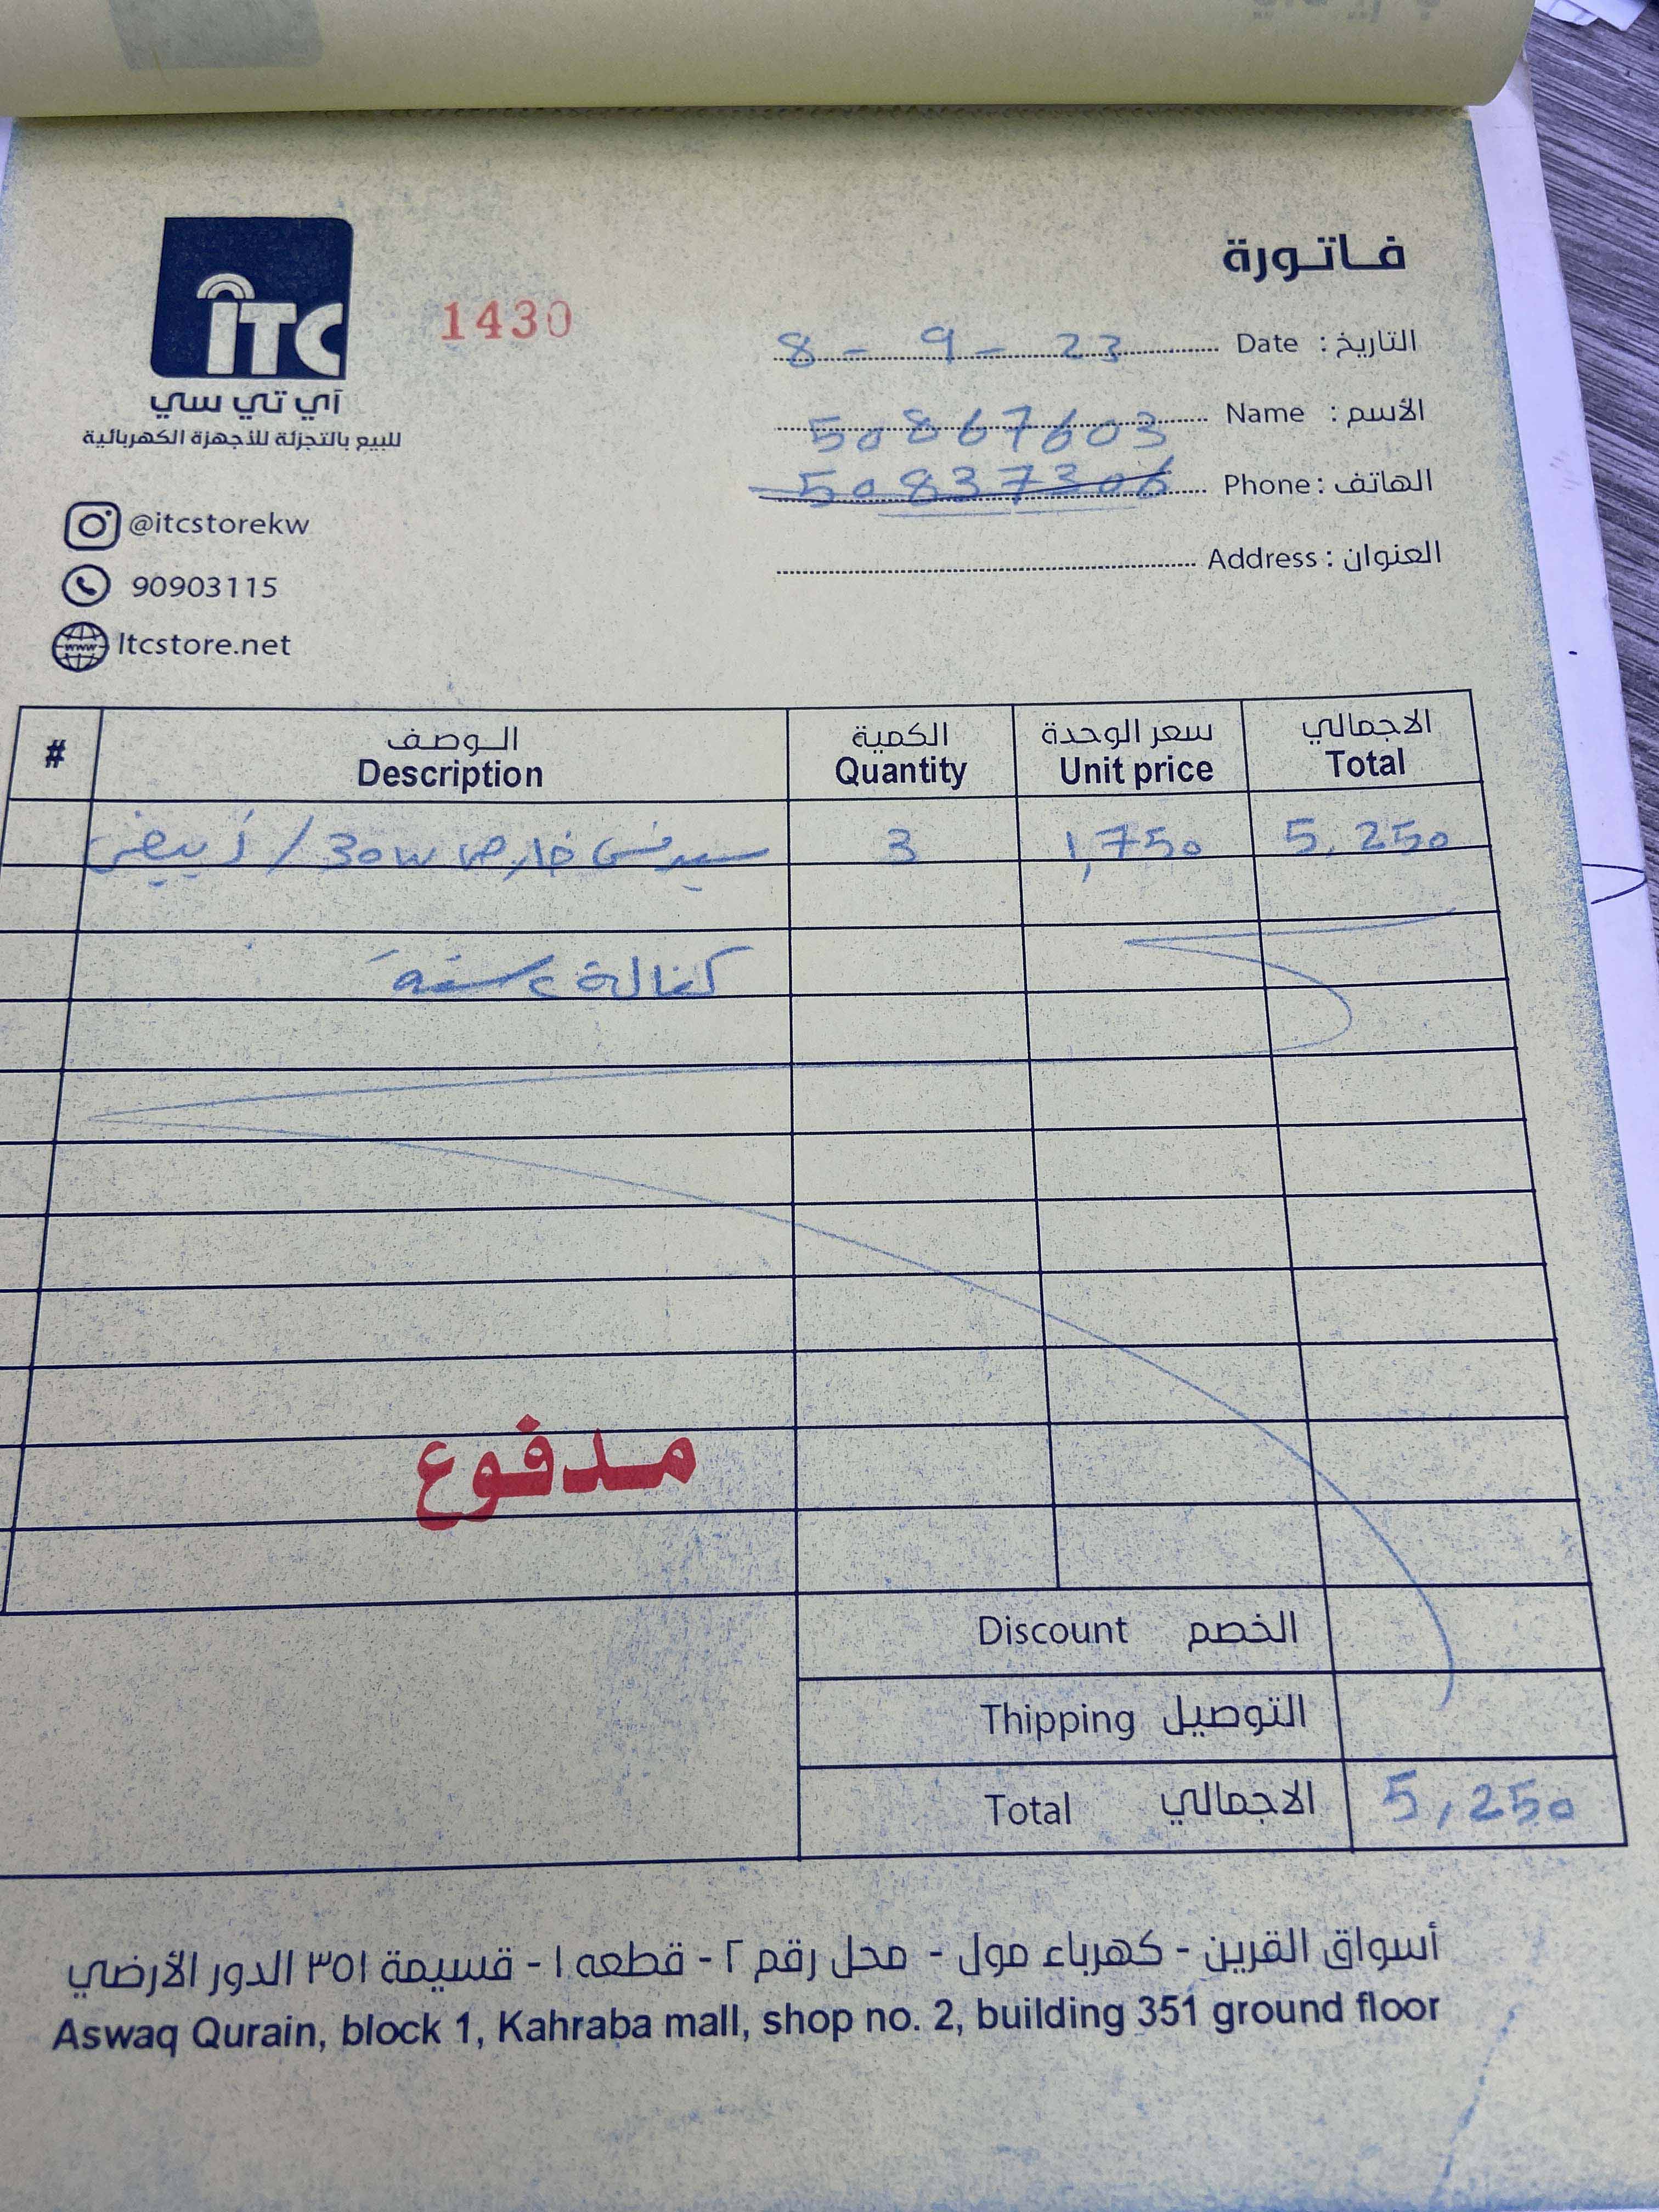 فاتورة
iTC
آي تي سي
للبيع بالتجزئة للأجهزة الكهربائية
1430
التاريخ : Date 8 - 9 - 23
الأسم : Name 50867603
الهاتف : Phone 50837306
العنوان : Address
@itcstorekw
90903115
www
Itcstore.net
# الوصف الكمية سعر الوحدة الاجمالي
Description Quantity Unit price Total
30w / أبيض 3 1,750 5,250
كفالة سنة
مدفوع
Discount الخصم
Thipping التوصيل
Total الاجمالي 5,250
أسواق القرين - كهرباء مول - محل رقم ٢ - قطعه ١ - قسيمة ٣٥١ الدور الأرضي
Aswaq Qurain, block 1, Kahraba mall, shop no. 2, building 351 ground floor